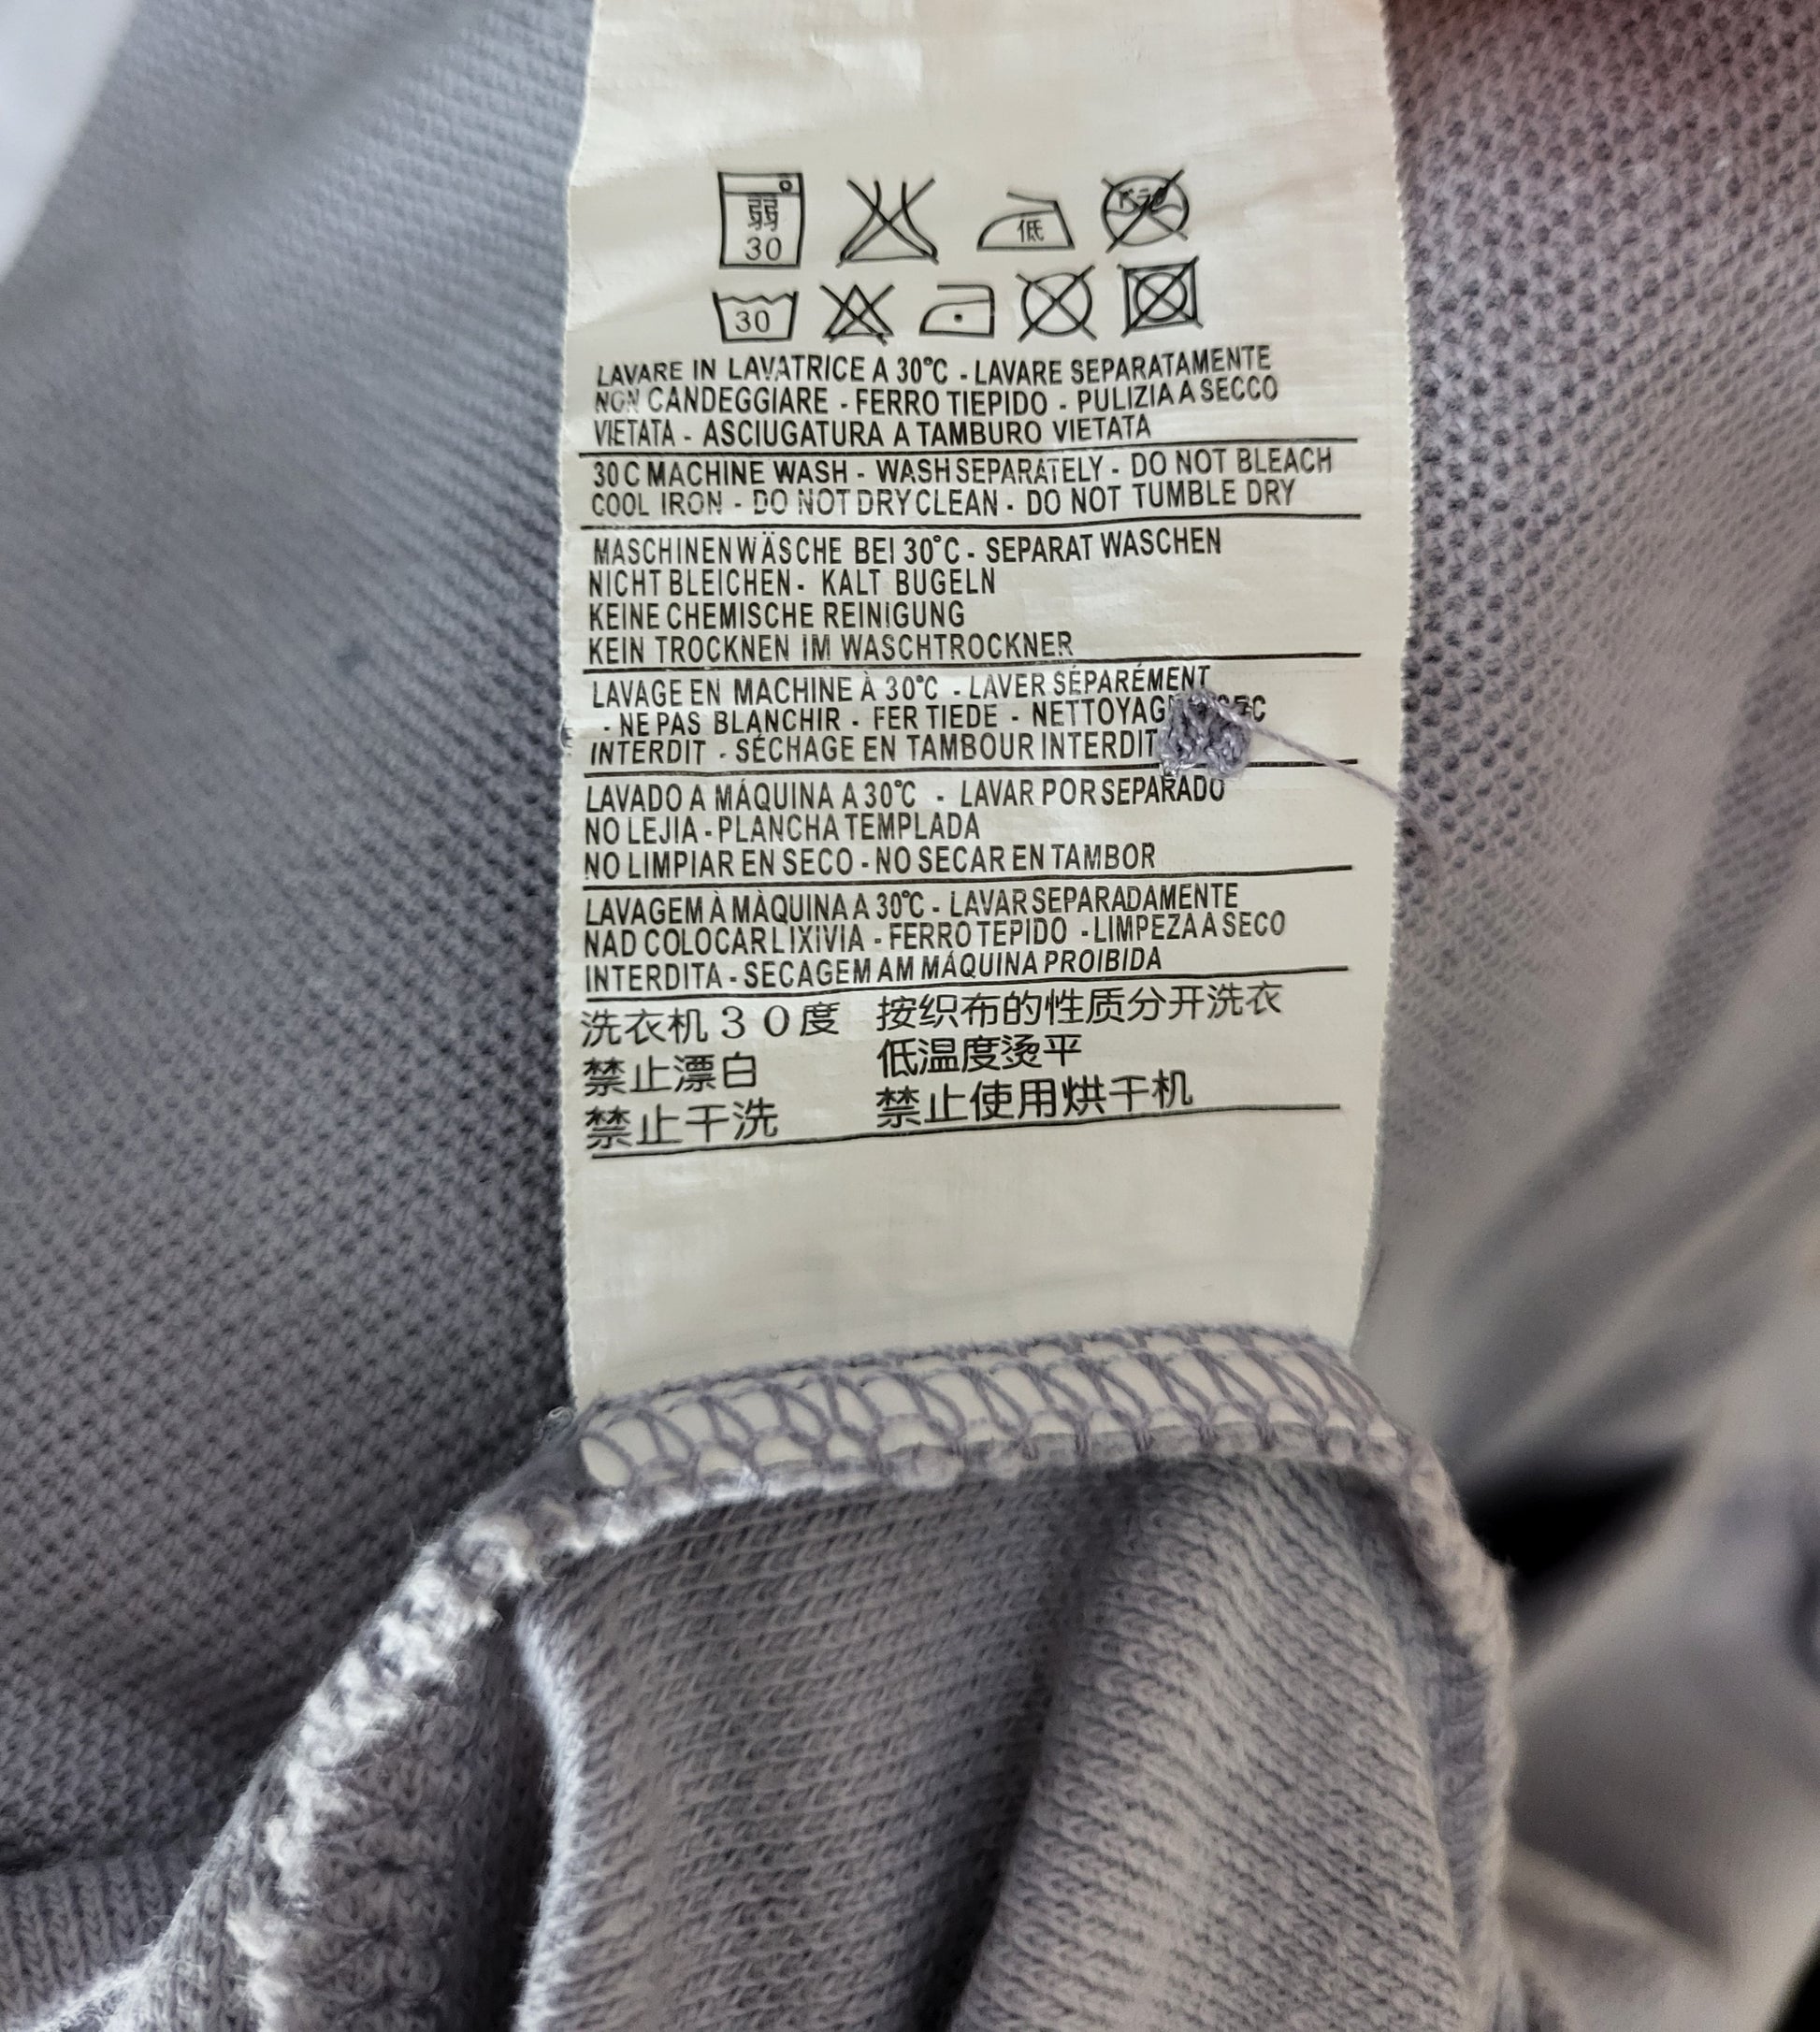 弱
30
低
ドライ
30
LAVARE IN LAVATRICE A 30°C - LAVARE SEPARATAMENTE
NON CANDEGGIARE - FERRO TIEPIDO - PULIZIA A SECCO
VIETATA - ASCIUGATURA A TAMBURO VIETATA
30 C MACHINE WASH - WASH SEPARATELY - DO NOT BLEACH
COOL IRON - DO NOT DRY CLEAN - DO NOT TUMBLE DRY
MASCHINENWÄSCHE BEI 30°C - SEPARAT WASCHEN
NICHT BLEICHEN - KALT BUGELN
KEINE CHEMISCHE REINIGUNG
KEIN TROCKNEN IM WASCHTROCKNER
LAVAGE EN MACHINE À 30°C - LAVER SÉPARÉMENT
- NE PAS BLANCHIR - FER TIEDE -
INTERDIT - SÉCHAGE EN TAMBOUR INTERDIT
LAVADO A MÁQUINA A 30°C - LAVAR POR SEPARADO
NO LEJIA - PLANCHA TEMPLADA
NO LIMPIAR EN SECO - NO SECAR EN TAMBOR
LAVAGEM À MÀQUINA A 30°C - LAVAR SEPARADAMENTE
NAD COLOCAR LIXIVIA - FERRO TEPIDO - LIMPEZA A SECO
INTERDITA - SECAGEM AM MÁQUINA PROIBIDA
洗衣机30度 按织布的性质分开洗衣
禁止漂白 低温度烫平
禁止干洗 禁止使用烘干机